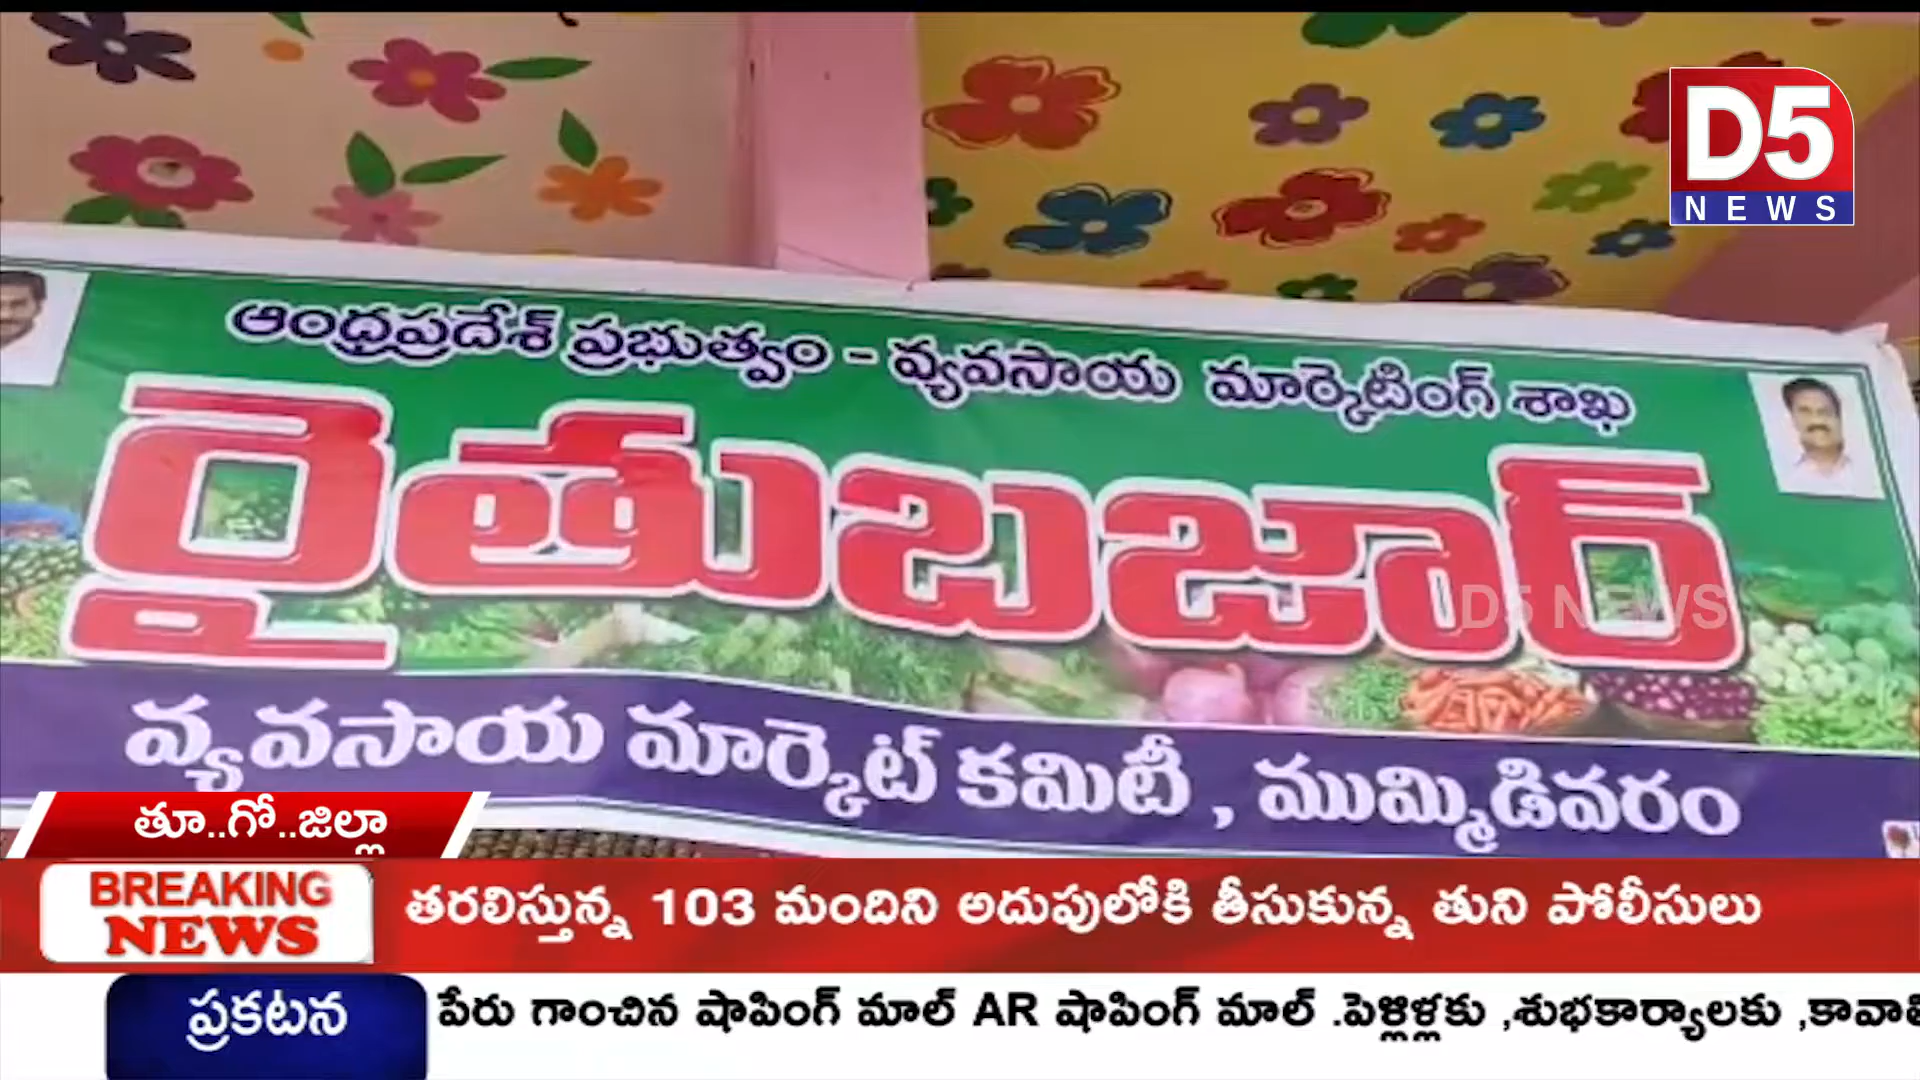 D5
NEWS
ఆంధ్రప్రదేశ్ ప్రభుత్వం - వ్యవసాయ మార్కెటింగ్ శాఖ
రైతుబజార్
D5 NEWS
వ్యవసాయ మార్కెట్ కమిటీ, ముమ్మిడివరం
తూ..గో..జిల్లా
BREAKING
NEWS
తరలిస్తున్న 103 మందిని అదుపులోకి తీసుకున్న తుని పోలీసులు
ప్రకటన
పేరు గాంచిన షాపింగ్ మాల్ AR షాపింగ్ మాల్ .పెళ్లిళ్లకు ,శుభకార్యాలకు